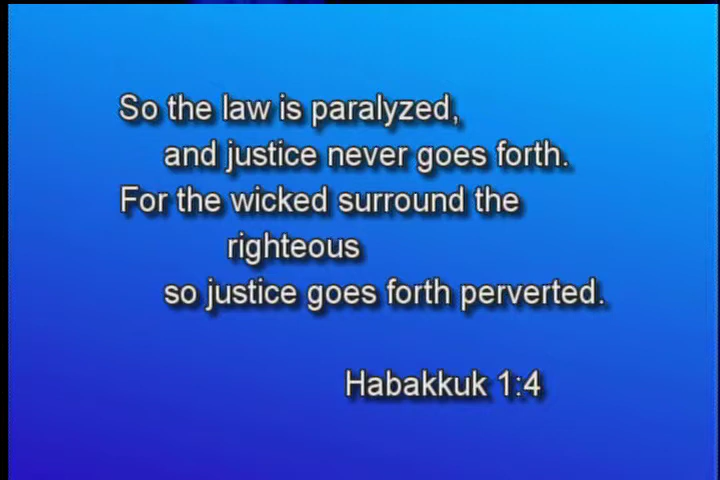 So the law is paralyzed,
and justice never goes forth.
For the wicked surround the
righteous
so justice goes forth perverted.
Habakkuk 1:4